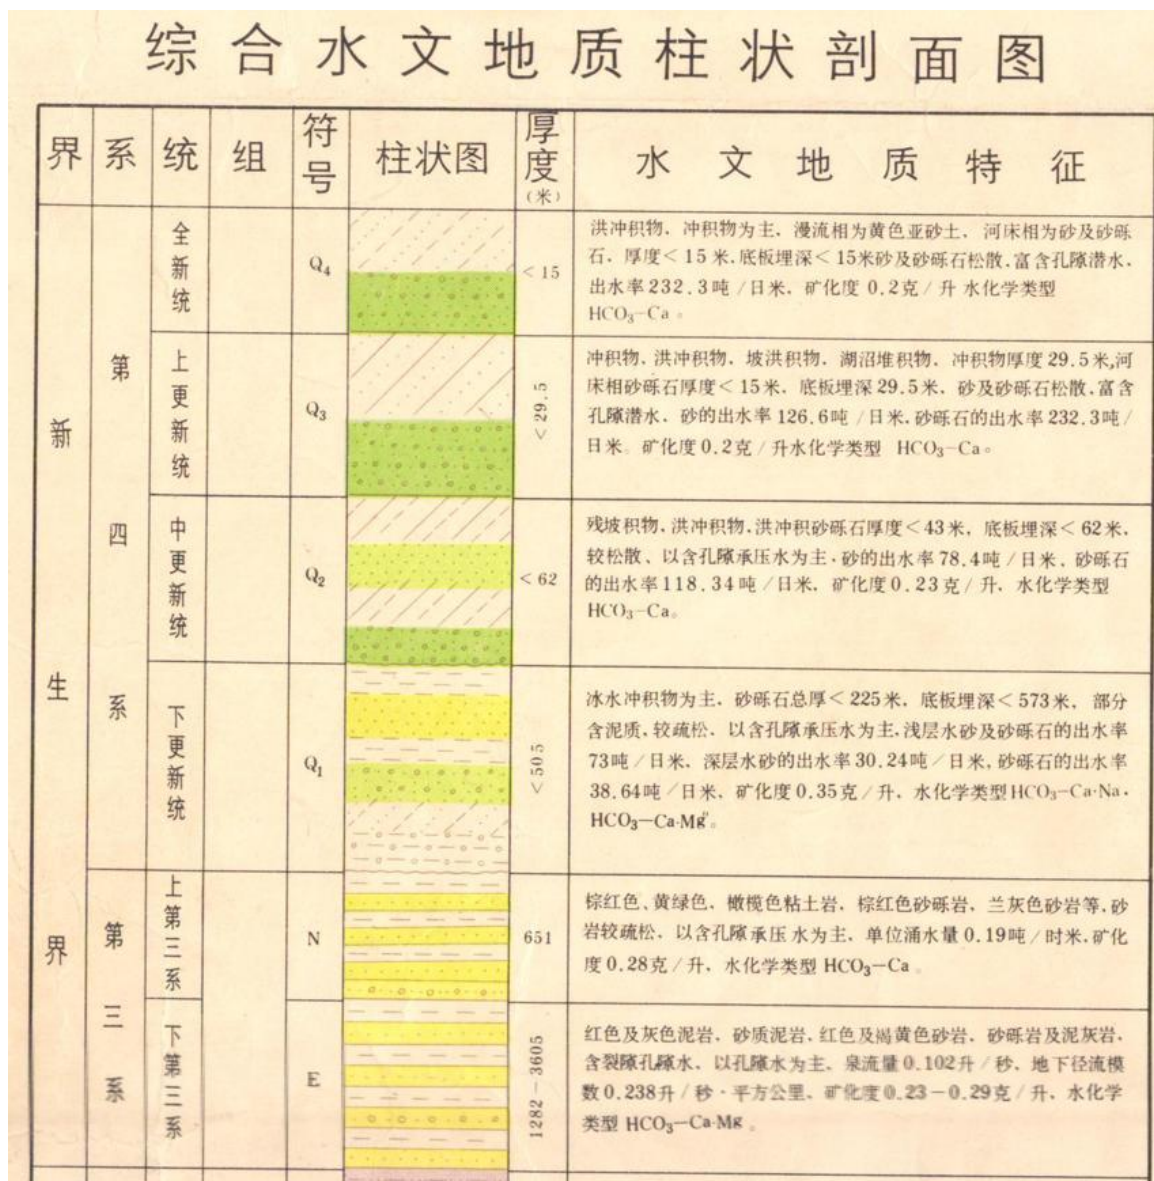 综合水文地质柱状剖面图
界 系 统 组 符号 柱状图 厚度(米) 水文地质特征
新生界
第四系
全新统
Q₄
<15
洪冲积物、冲积物为主、漫流相为黄色亚砂土、河床相为砂及砂砾
石、厚度<15米.底板埋深<15米砂及砂砾石松散.富含孔隙潜水、
出水率232.3吨/日米、矿化度0.2克/升 水化学类型
HCO₃-Ca。
上更新统
Q₃
<29.5
冲积物、洪冲积物、坡洪积物、湖沼堆积物、冲积物厚度29.5米,河
床相砂砾石厚度<15米、底板埋深29.5米、砂及砂砾石松散.富含
孔隙潜水、砂的出水率126.6吨/日米.砂砾石的出水率232.3吨/
日米。矿化度0.2克/升水化学类型 HCO₃-Ca。
中更新统
Q₂
<62
残坡积物、洪冲积物、洪冲积砂砾石厚度<43米、底板埋深<62米、
较松散、以含孔隙承压水为主.砂的出水率78.4吨/日米、砂砾石
的出水率118.34吨/日米、矿化度0.23克/升、水化学类型
HCO₃-Ca。
下更新统
Q₁
<505
冰水冲积物为主、砂砾石总厚<225米、底板埋深<573米、部分
含泥质、较疏松、以含孔隙承压水为主.浅层水砂及砂砾石的出水率
73吨/日米、深层水砂的出水率30.24吨/日米.砂砾石的出水率
38.64吨/日米、矿化度0.35克/升、水化学类型HCO₃-Ca·Na·
HCO₃-Ca·Mg"。
第三系
上第三系
N
651
棕红色、黄绿色、橄榄色粘土岩、棕红色砂砾岩、兰灰色砂岩等.砂
岩较疏松、以含孔隙承压水为主、单位涌水量0.19吨/时米.矿化
度0.28克/升、水化学类型HCO₃-Ca。
下第三系
E
1282-3605
红色及灰色泥岩、砂质泥岩、红色及褐黄色砂岩、砂砾岩及泥灰岩、
含裂隙孔隙水、以孔隙水为主、泉流量0.102升/秒、地下径流模
数0.238升/秒·平方公里、矿化度0.23-0.29克/升、水化学
类型 HCO₃-Ca·Mg。